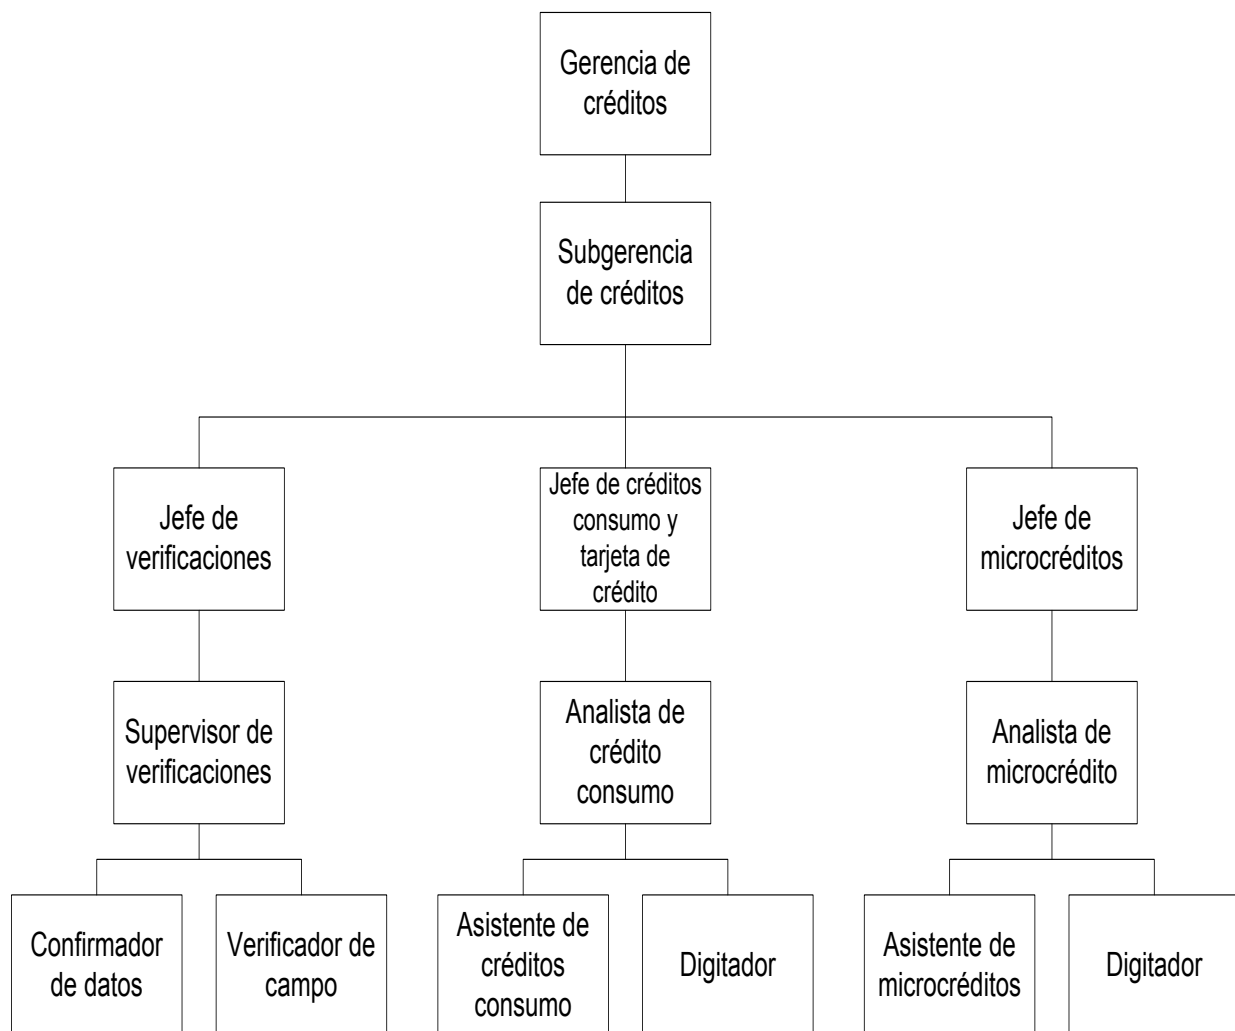 Gerencia de
créditos
Subgerencia
de créditos
Jefe de
verificaciones
Jefe de créditos
consumo y
tarjeta de
crédito
Jefe de
microcréditos
Supervisor de
verificaciones
Analista de
crédito
consumo
Analista de
microcrédito
Confirmador
de datos
Verificador de
campo
Asistente de
créditos
consumo
Digitador
Asistente de
microcréditos
Digitador